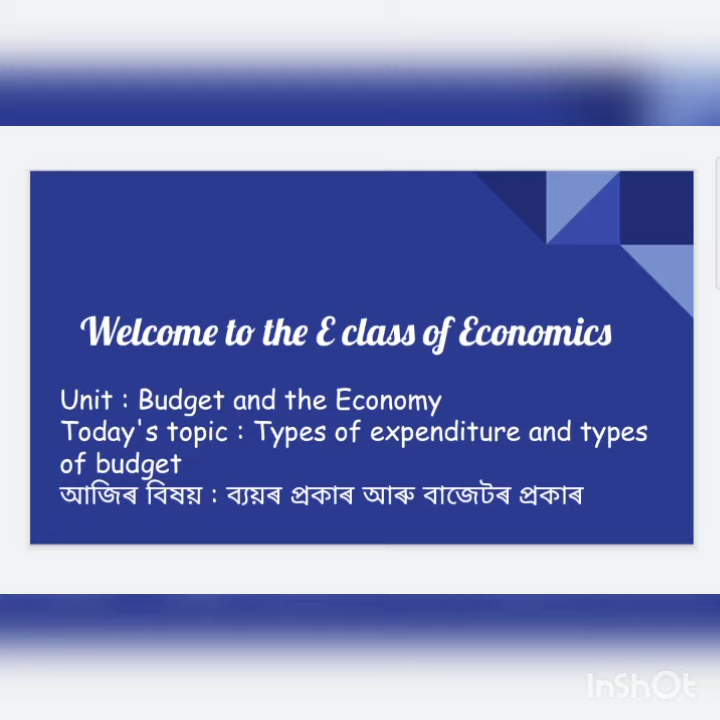 Welcome to the E class of Economics
Unit : Budget and the Economy
Today's topic : Types of expenditure and types
of budget
আজিৰ বিষয় : ব্যয়ৰ প্ৰকাৰ আৰু বাজেটৰ প্ৰকাৰ
InShOt